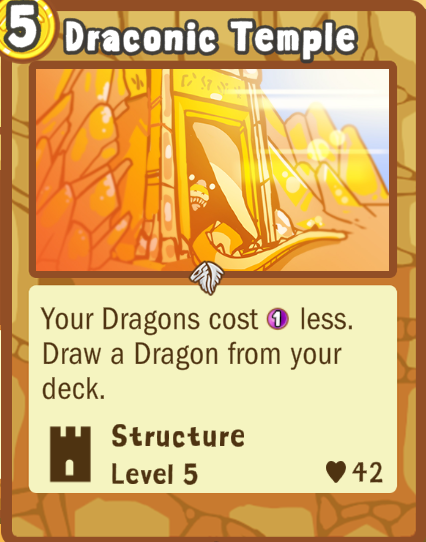 5 Draconic Temple
Your Dragons cost 1 less.
Draw a Dragon from your
deck.
Structure
Level 5 ♥42